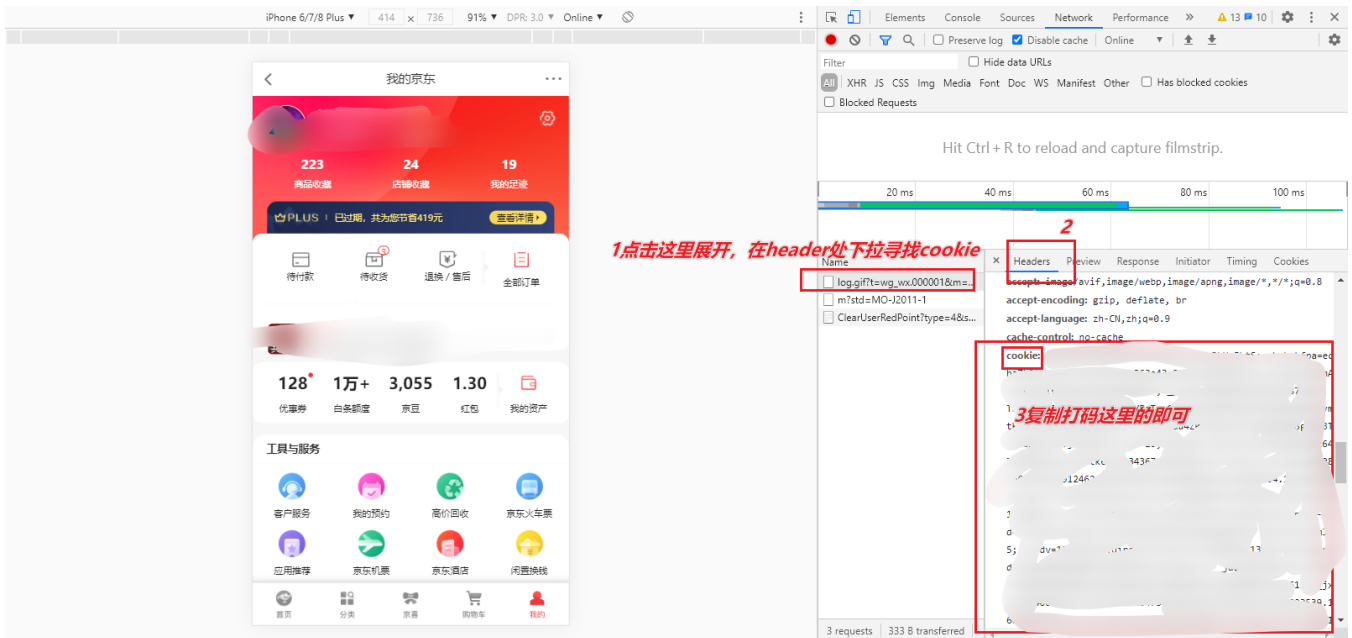 iPhone 6/7/8 Plus ▼ 414 x 736 91% ▼ DPR: 3.0 ▼ Online ▼
我的京东
223 24 19
商品收藏 店铺收藏 我的足迹
PLUS 已过期，共为您节省419元 查看详情
3
待付款 待收货 退换 / 售后 全部订单
128 1万+ 3,055 1.30
优惠券 白条额度 京豆 红包 我的资产
工具与服务
客户服务 我的预约 高价回收 京东火车票
应用推荐 京东机票 京东酒店 闲置换钱
首页 分类 京喜 购物车 我的
Elements Console Sources Network Performance » 13 10
Preserve log Disable cache Online ▼
Filter Hide data URLs
All XHR JS CSS Img Media Font Doc WS Manifest Other Has blocked cookies
Blocked Requests
Hit Ctrl + R to reload and capture filmstrip.
20 ms 40 ms 60 ms 80 ms 100 ms
2
1点击这里展开，在header处下拉寻找cookie
Name
Headers Preview Response Initiator Timing Cookies
log.gif?t=wg_wx.000001&m=...
m?std=MO-J2011-1
ClearUserRedPoint?type=4&s...
accept: image/avif,image/webp,image/apng,image/*,*/*;q=0.8
accept-encoding: gzip, deflate, br
accept-language: zh-CN,zh;q=0.9
cache-control: no-cache
cookie:
3复制打码这里的即可
3 requests 333 B transferred